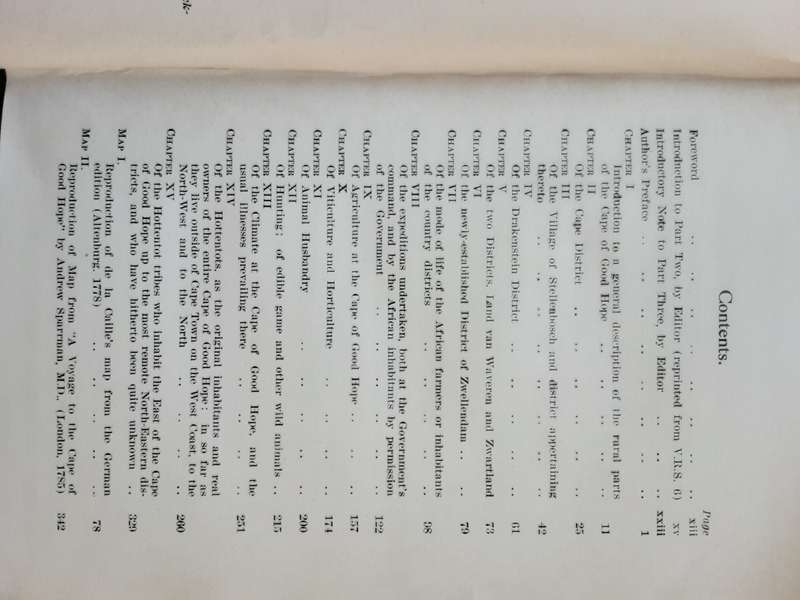 Contents.
Page
Foreword .. .. .. .. .. .. .. xiii
Introduction to Part Two, by Editor (reprinted from V.R.S. 6) xv
Introductory Note to Part Three, by Editor .. .. .. xxiii
Author's Preface .. .. .. .. .. .. 1
CHAPTER I
Introduction to a general description of the rural parts
of the Cape of Good Hope .. .. .. .. 11
CHAPTER II
Of the Cape District .. .. .. .. .. 25
CHAPTER III
Of the Village of Stellenbosch and district appertaining
thereto .. .. .. .. .. .. 42
CHAPTER IV
Of the Drakenstein District .. .. .. .. 61
CHAPTER V
Of the two Districts, Land van Waveren and Zwartland 73
CHAPTER VI
Of the newly-established District of Zwellendam .. .. 79
CHAPTER VII
Of the mode of life of the African farmers or inhabitants
of the country districts .. .. .. .. 98
CHAPTER VIII
Of the expeditions undertaken, both at the Government's
command, and by the African inhabitants by permission
of the Government .. .. .. .. 122
CHAPTER IX
Of Agriculture at the Cape of Good Hope .. .. .. 157
CHAPTER X
Of Viticulture and Horticulture .. .. .. .. 174
CHAPTER XI
Of Animal Husbandry .. .. .. .. .. 200
CHAPTER XII
Of Hunting; of edible game and other wild animals .. 215
CHAPTER XIII
Of the Climate at the Cape of Good Hope, and the
usual illnesses prevailing there .. .. .. .. 251
CHAPTER XIV
Of the Hottentots, as the original inhabitants and real
owners of the entire Cape of Good Hope: in so far as
they live outside of Cape Town on the West Coast, to the
North-West and to the North .. .. .. .. 260
CHAPTER XV
Of the Hottentot tribes who inhabit the East of the Cape
of Good Hope up to the most remote North-Eastern dis-
tricts, and who have hitherto been quite unknown .. 329
MAP I.
Reproduction of de la Caille's map from the German
edition (Altenburg, 1778) .. .. .. .. .. 78
MAP II.
Reproduction of Map from "A Voyage to the Cape of
Good Hope" by Andrew Sparrman, M.D., (London, 1785) 342